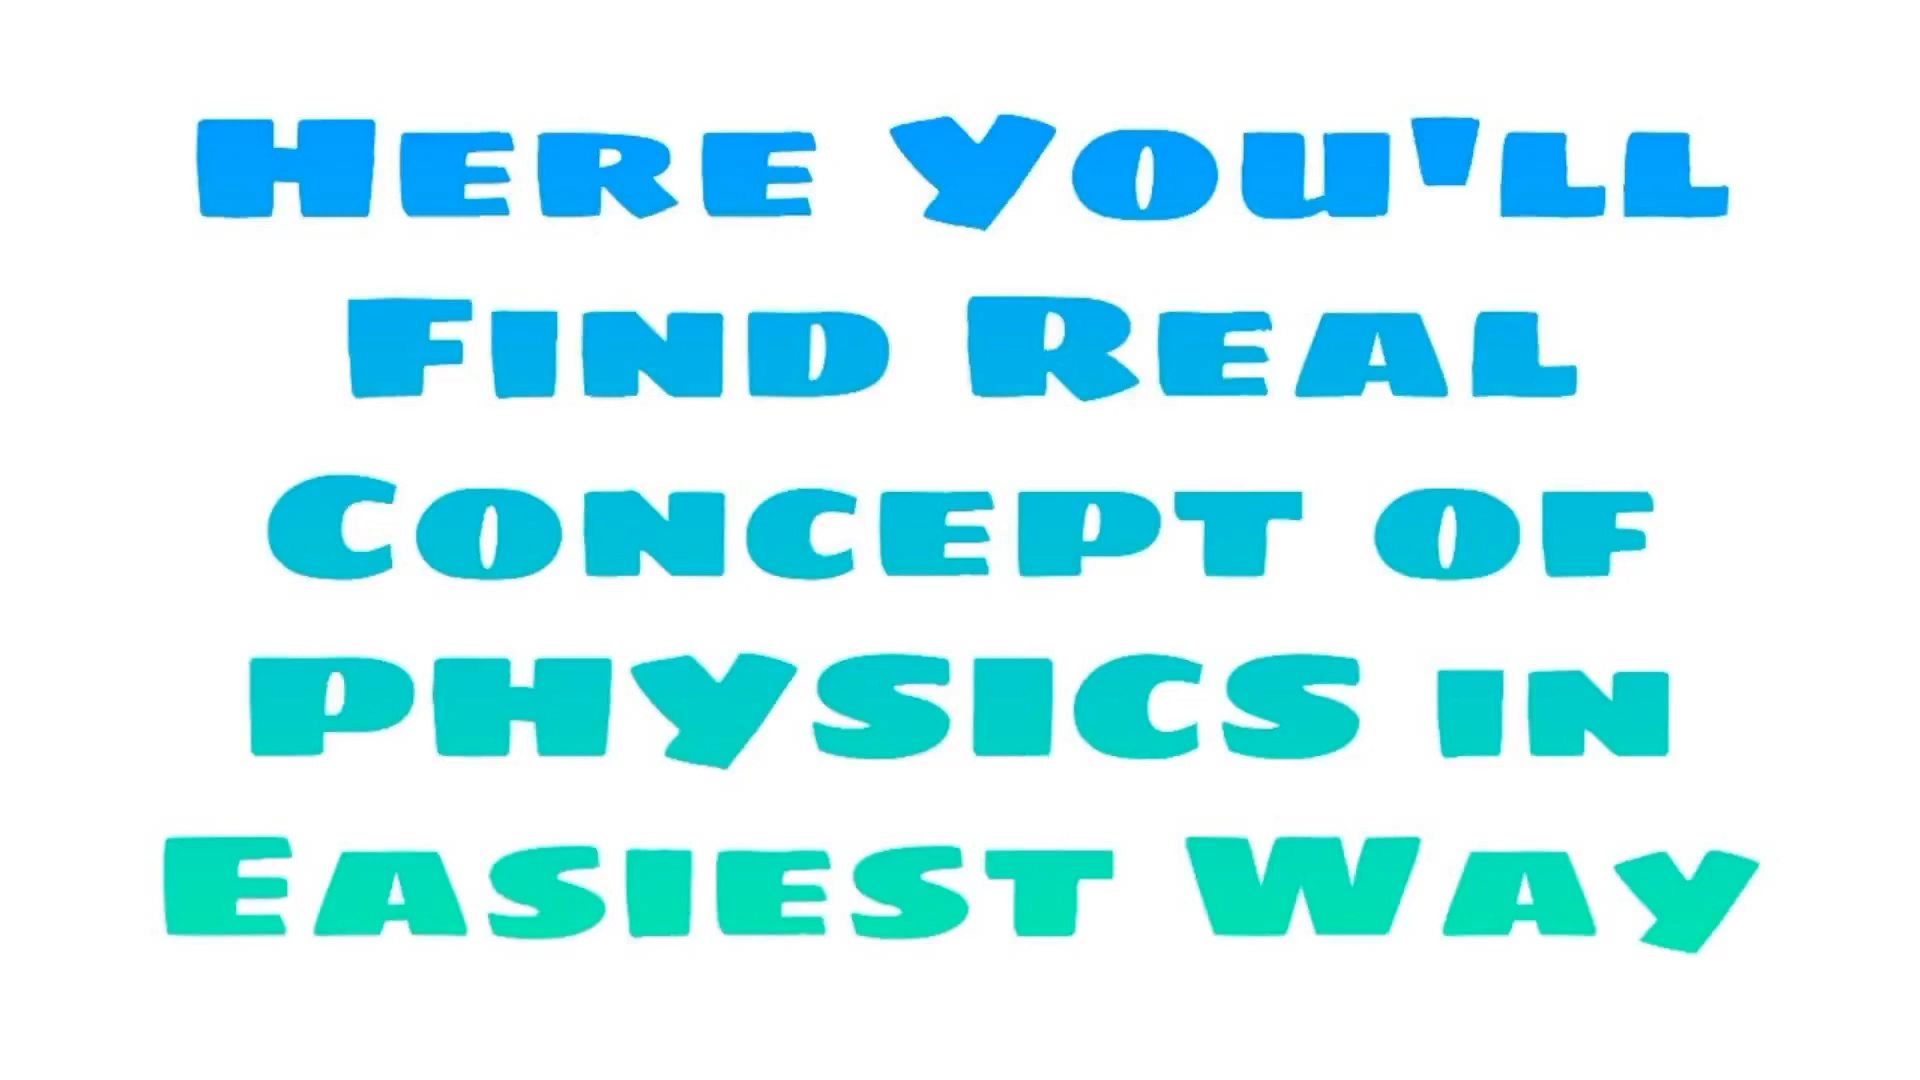 Here You'll
Find Real
Concept of
PHYSICS in
Easiest Way